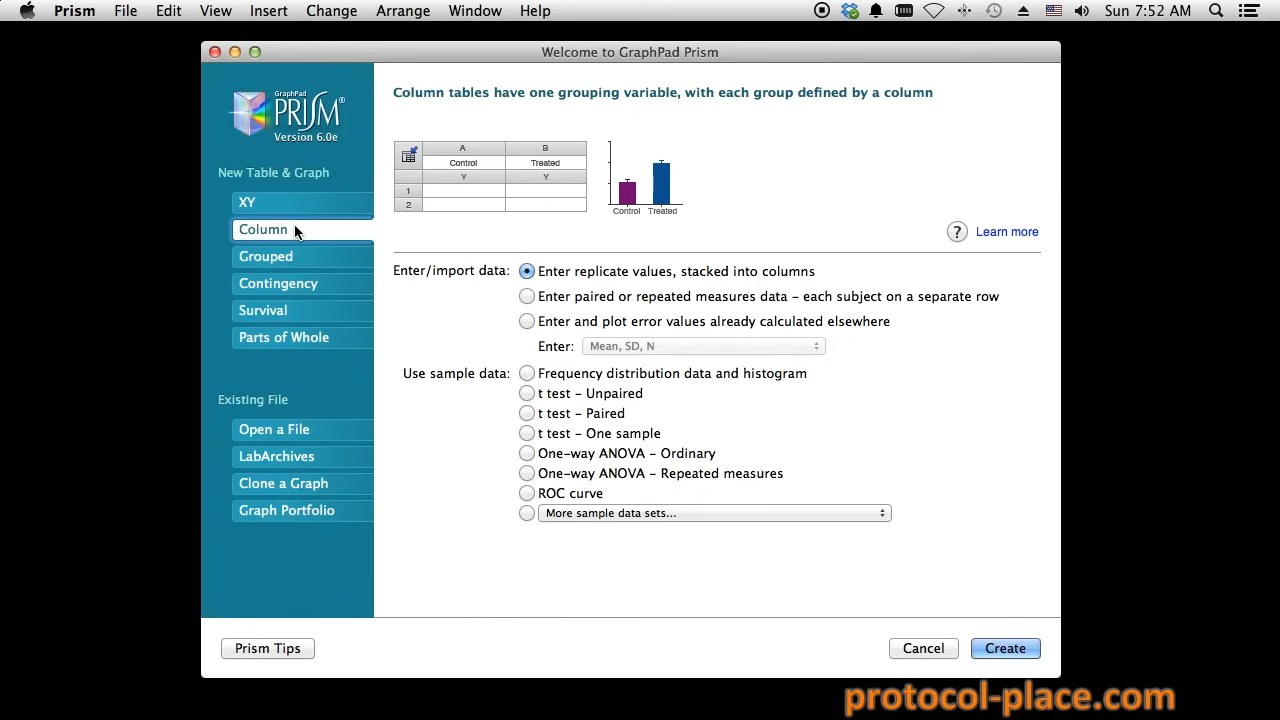 Prism File Edit View Insert Change Arrange Window Help Sun 7:52 AM
Welcome to GraphPad Prism
GraphPad
PRISM
Version 6.0e
New Table & Graph
XY
Column
Grouped
Contingency
Survival
Parts of Whole
Existing File
Open a File
LabArchives
Clone a Graph
Graph Portfolio
Column tables have one grouping variable, with each group defined by a column
A B
Control Treated
Y Y
1
2
Control Treated
? Learn more
Enter/import data: Enter replicate values, stacked into columns
Enter paired or repeated measures data – each subject on a separate row
Enter and plot error values already calculated elsewhere
Enter: Mean, SD, N
Use sample data: Frequency distribution data and histogram
t test – Unpaired
t test – Paired
t test – One sample
One-way ANOVA – Ordinary
One-way ANOVA – Repeated measures
ROC curve
More sample data sets...
Prism Tips Cancel Create
protocol-place.com